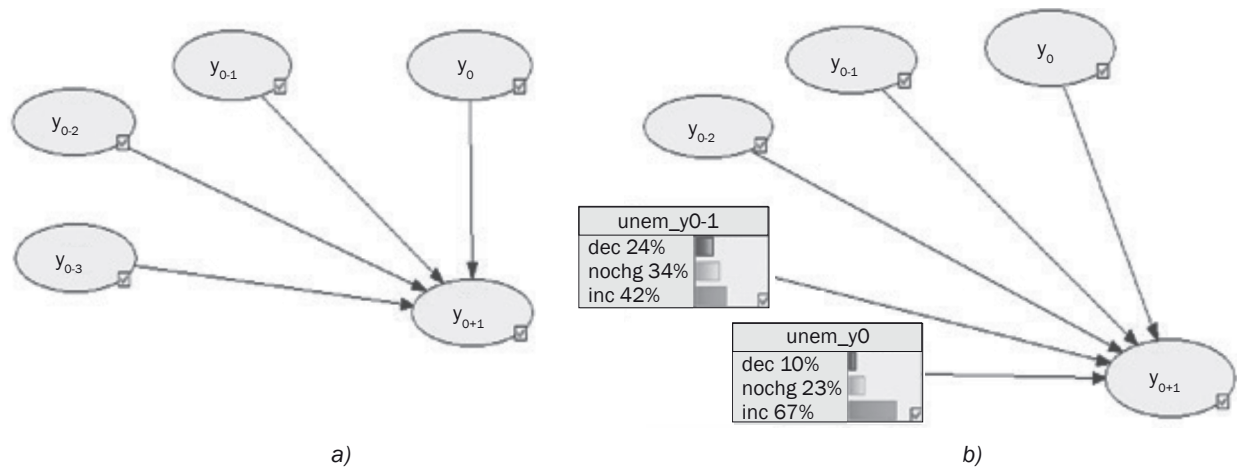 y0-1
y0
y0-2
y0-3
y0+1
a)
y0
y0-1
y0-2
unem_y0-1
dec 24%
nochg 34%
inc 42%
unem_y0
dec 10%
nochg 23%
inc 67%
y0+1
b)